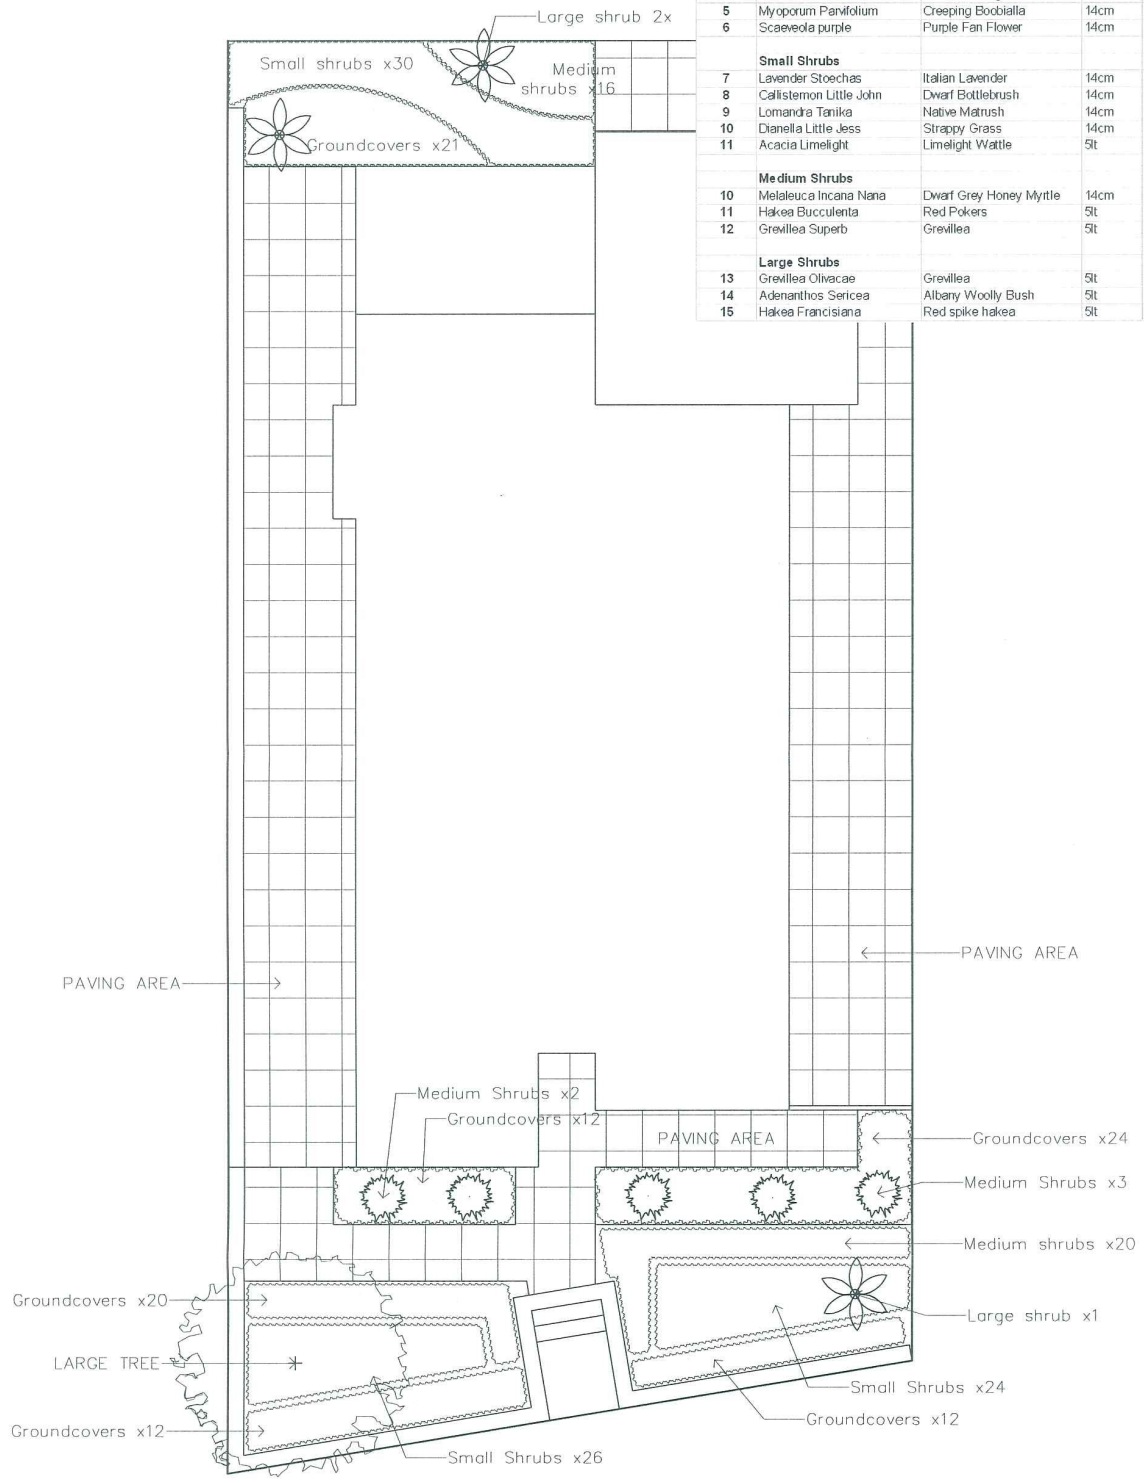 Large shrub 2x
5 Myoporum Parvifolium Creeping Boobialla 14cm
6 Scaeveola purple Purple Fan Flower 14cm
Small Shrubs
7 Lavender Stoechas Italian Lavender 14cm
8 Callistemon Little John Dwarf Bottlebrush 14cm
9 Lomandra Tanika Native Matrush 14cm
10 Dianella Little Jess Strappy Grass 14cm
11 Acacia Limelight Limelight Wattle 5lt
Medium Shrubs
10 Melaleuca Incana Nana Dwarf Grey Honey Myrtle 14cm
11 Hakea Bucculenta Red Pokers 5lt
12 Grevillea Superb Grevillea 5lt
Large Shrubs
13 Grevillea Olivacae Grevillea 5lt
14 Adenanthos Sericea Albany Woolly Bush 5lt
15 Hakea Francisiana Red spike hakea 5lt
Small shrubs x30
Medium
shrubs x16
Groundcovers x21
PAVING AREA
PAVING AREA
Medium Shrubs x2
Groundcovers x12
PAVING AREA
Groundcovers x24
Medium Shrubs x3
Medium shrubs x20
Groundcovers x20
Large shrub x1
LARGE TREE
Small Shrubs x24
Groundcovers x12
Groundcovers x12
Small Shrubs x26